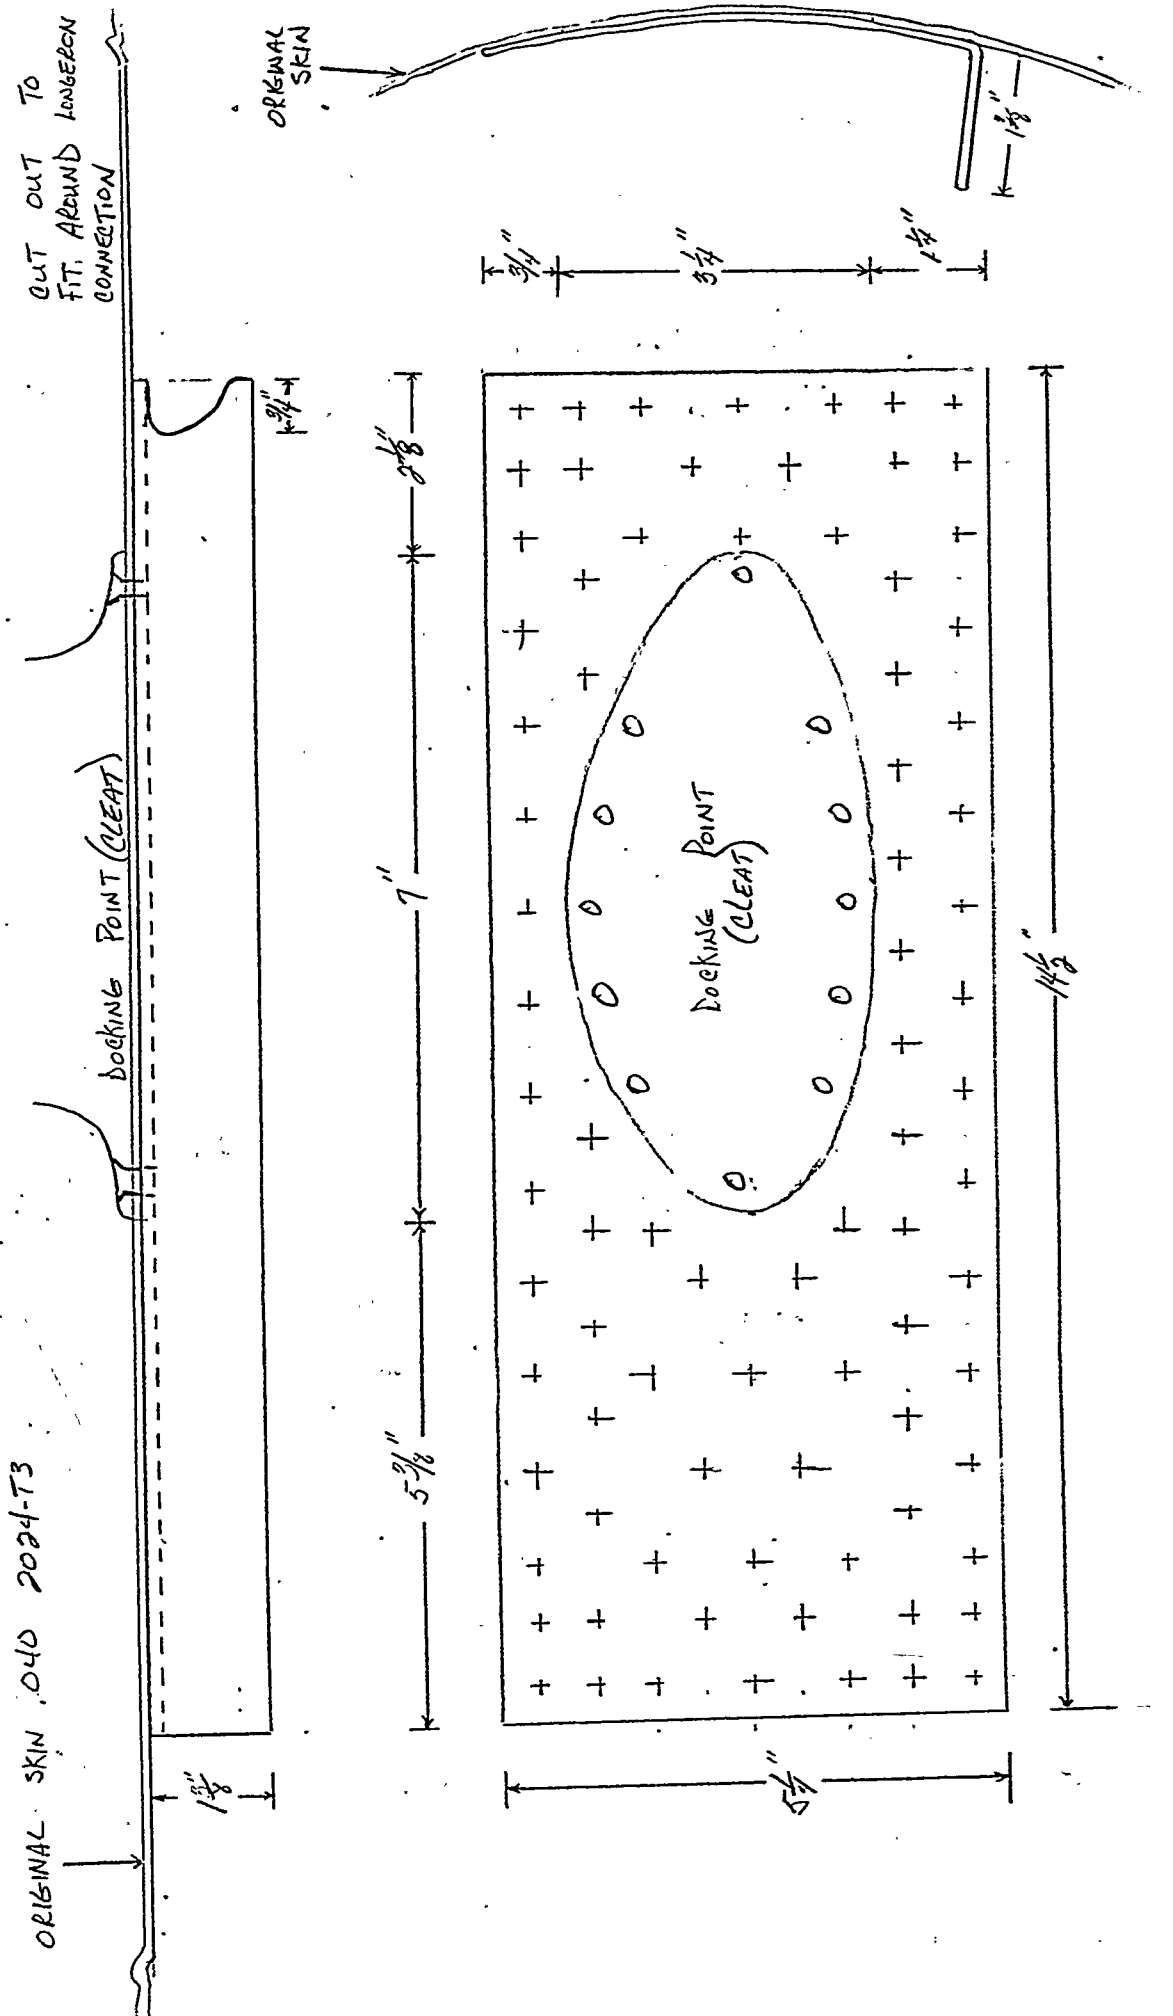 ORIGINAL SKIN .040 2024-T3
CUT OUT TO
FIT AROUND LONGERON
CONNECTION
DOCKING POINT (CLEAT)
1 3/8"
3/4"
ORIGINAL
SKIN
5 3/8"
7"
2 1/8"
3/4"
3 1/4"
1 1/4"
1 3/8"
DOCKING POINT
(CLEAT)
5 1/4"
14 1/2"